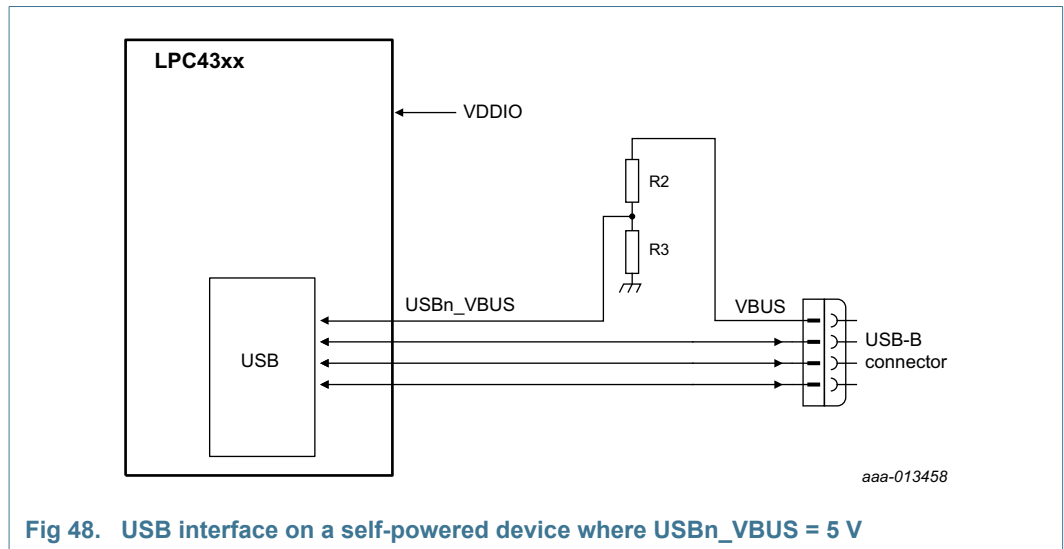 LPC43xx
VDDIO
R2
R3
USBn_VBUS
VBUS
USB
USB-B
connector
aaa-013458
Fig 48. USB interface on a self-powered device where USBn_VBUS = 5 V